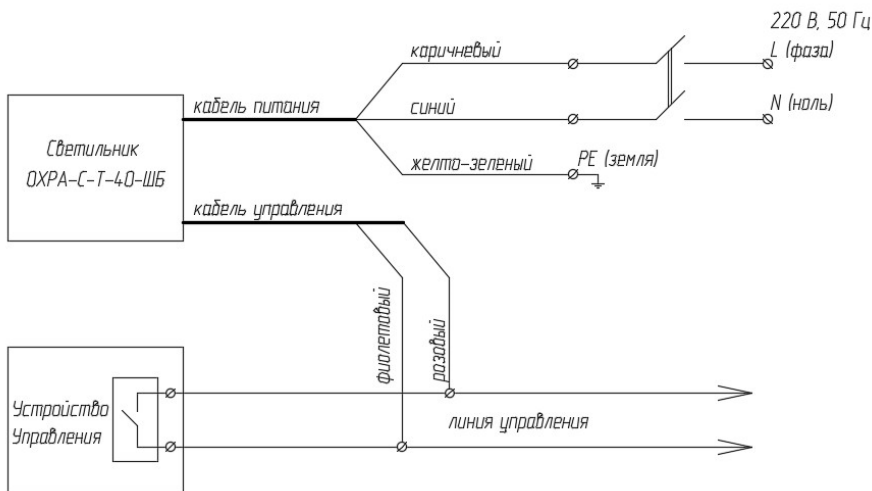 220 В, 50 Гц
каричневый
L (фаза)
кабель питания
синий
N (ноль)
Светильник
ОХРА-С-Т-40-ШБ
желто-зеленый
PE (земля)
кабель управления
фиолетовый
розовый
Устройство
Управления
линия управления